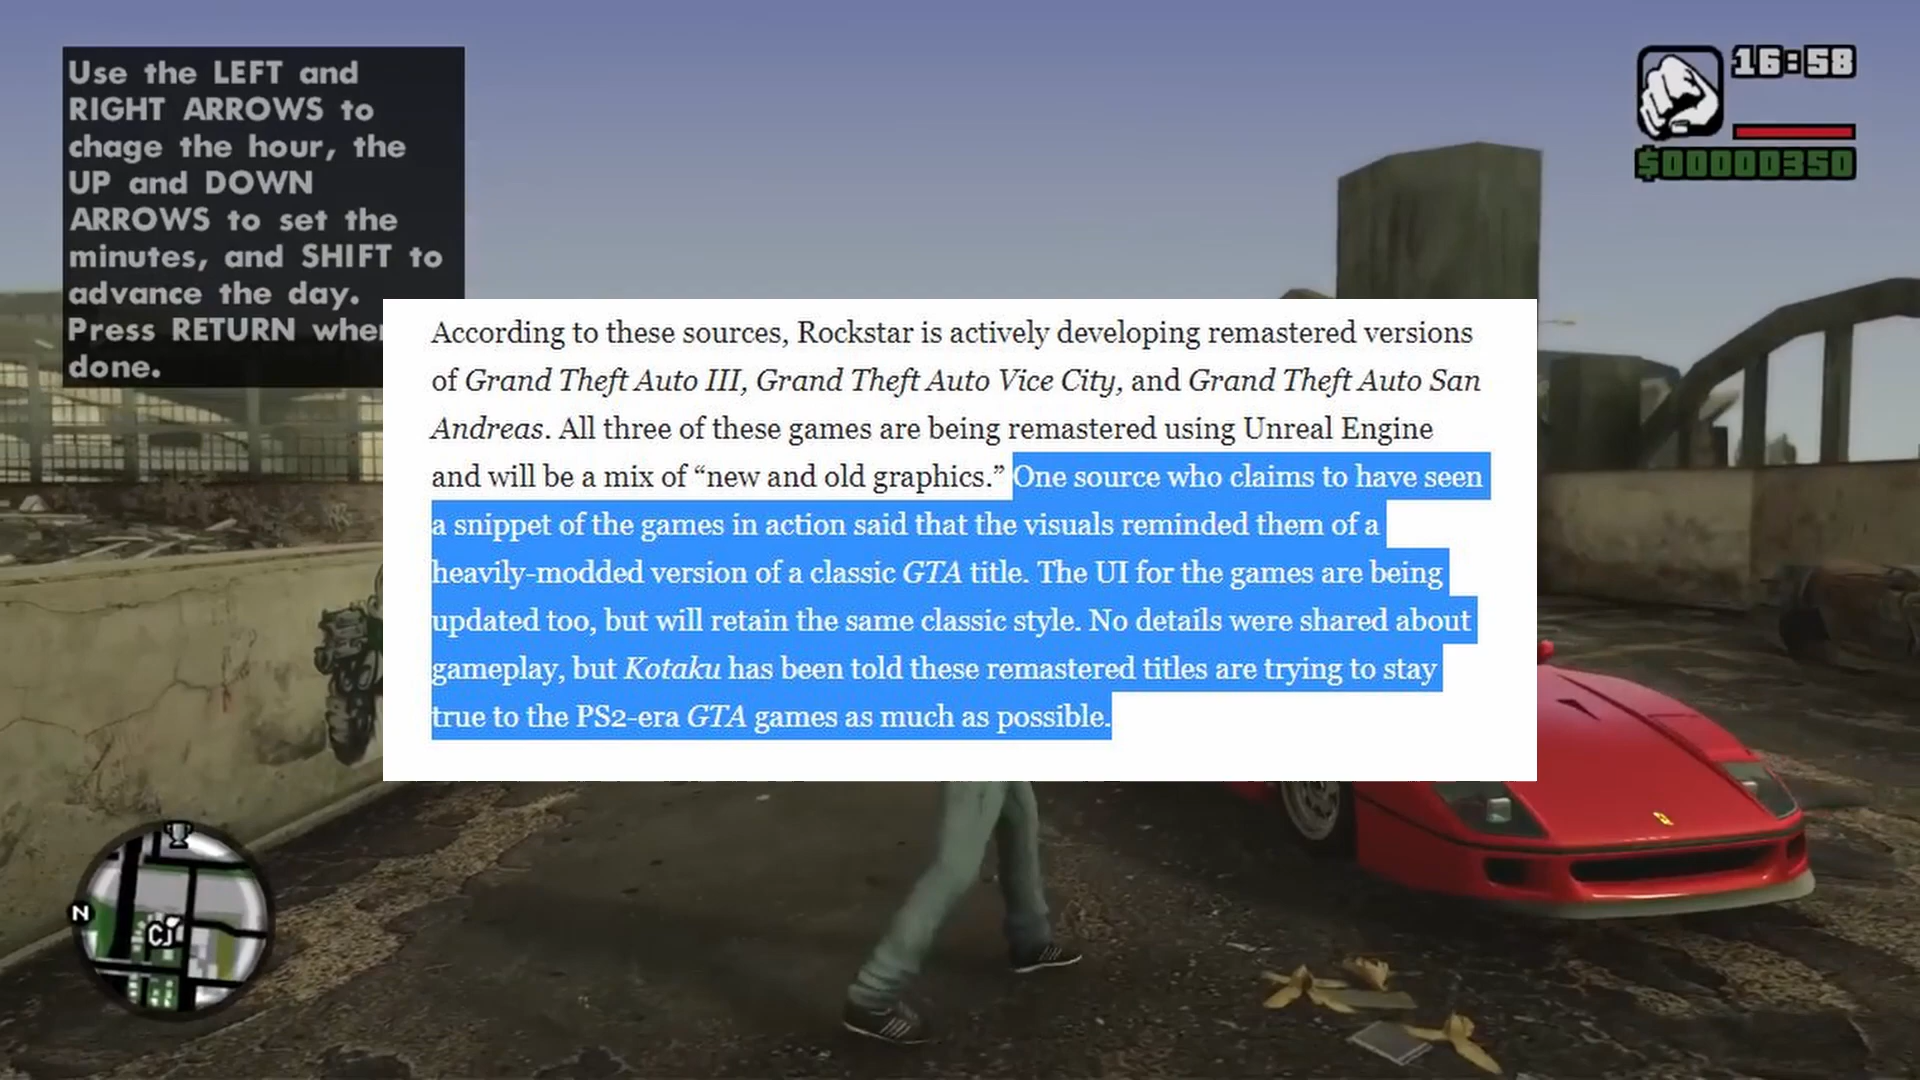 Use the LEFT and
RIGHT ARROWS to
chage the hour, the
UP and DOWN
ARROWS to set the
minutes, and SHIFT to
advance the day.
Press RETURN
done.
16:58
$00000350
According to these sources, Rockstar is actively developing remastered versions
of Grand Theft Auto III, Grand Theft Auto Vice City, and Grand Theft Auto San
Andreas. All three of these games are being remastered using Unreal Engine
and will be a mix of “new and old graphics.” One source who claims to have seen
a snippet of the games in action said that the visuals reminded them of a
heavily-modded version of a classic GTA title. The UI for the games are being
updated too, but will retain the same classic style. No details were shared about
gameplay, but Kotaku has been told these remastered titles are trying to stay
true to the PS2-era GTA games as much as possible.
N
CJ